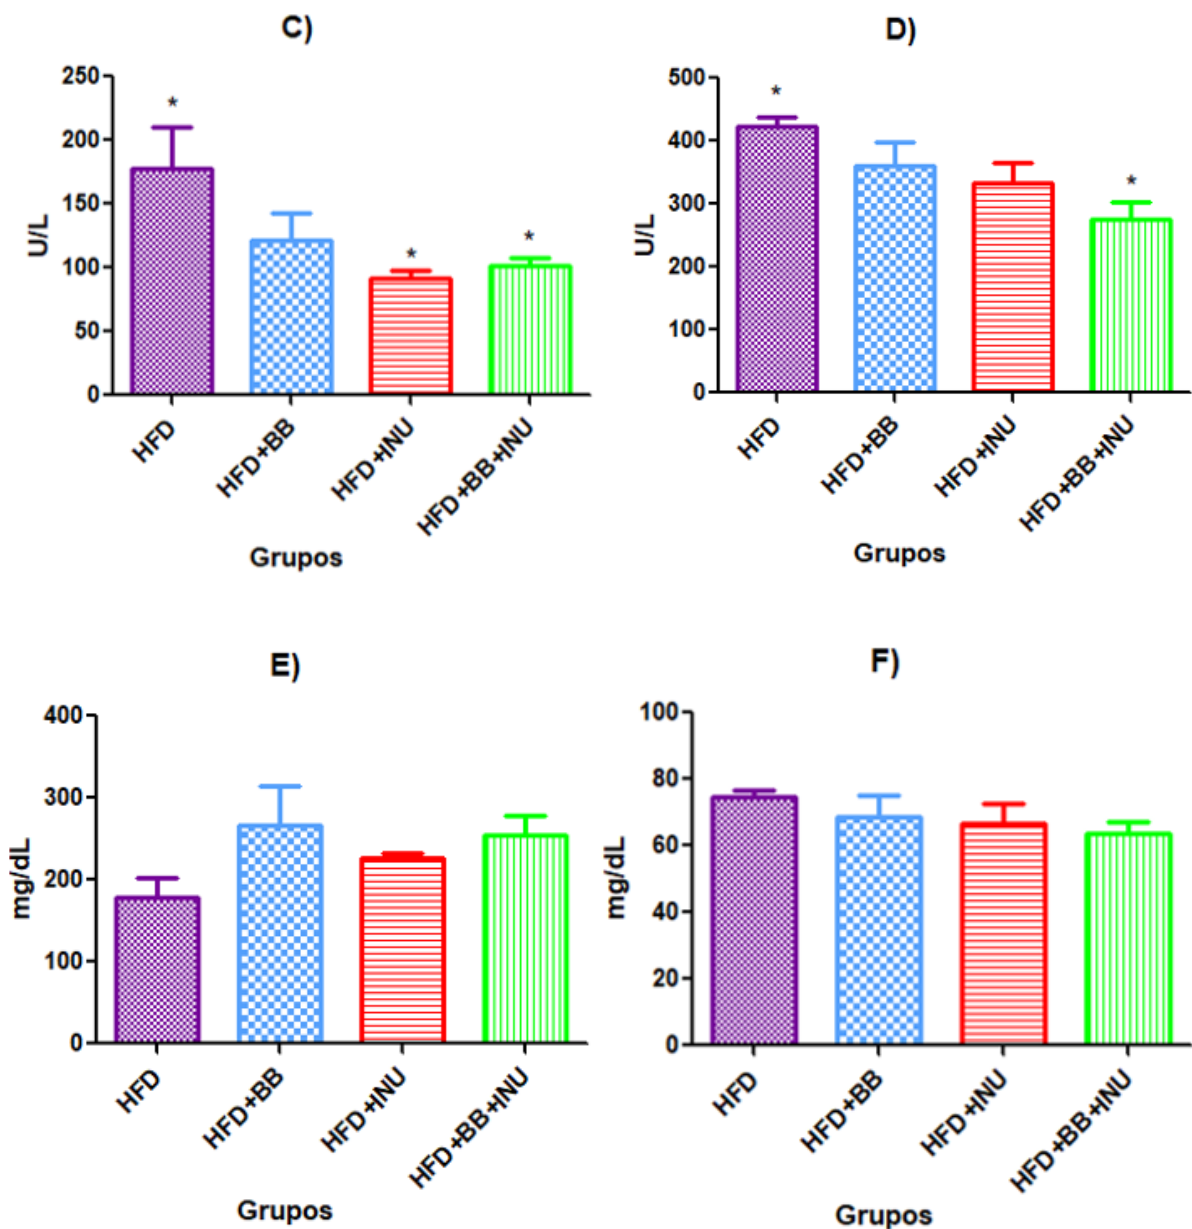 C)
250
200
150
100
50
0
U/L
*
*
*
HFD
HFD+BB
HFD+INU
HFD+BB+INU
Grupos
D)
500
400
300
200
100
0
U/L
*
*
HFD
HFD+BB
HFD+INU
HFD+BB+INU
Grupos
E)
400
300
200
100
0
mg/dL
HFD
HFD+BB
HFD+INU
HFD+BB+INU
Grupos
F)
100
80
60
40
20
0
mg/dL
HFD
HFD+BB
HFD+INU
HFD+BB+INU
Grupos